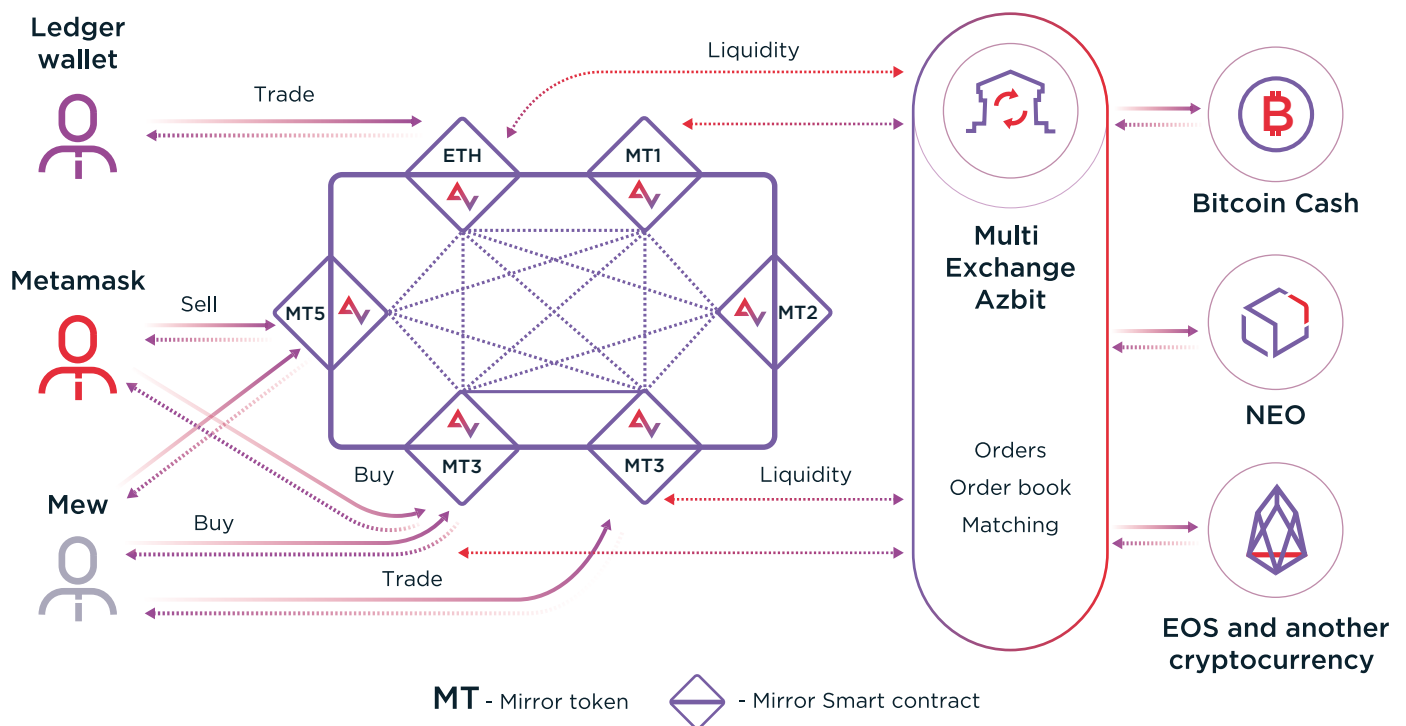 Ledger
wallet
Trade
Liquidity
ETH
MT1
Multi
Exchange
Azbit
Bitcoin Cash
Metamask
Sell
MT5
MT2
NEO
Mew
Buy
Buy
MT3
MT3
Liquidity
Trade
Orders
Order book
Matching
EOS and another
cryptocurrency
MT - Mirror token
- Mirror Smart contract